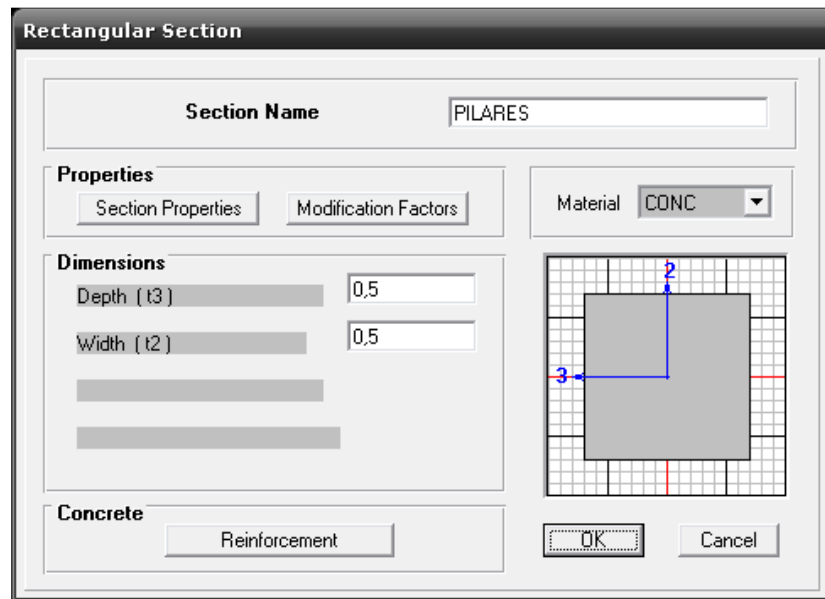 Rectangular Section
Section Name PILARES
Properties
Section Properties Modification Factors
Material CONC
Dimensions
Depth ( t3 ) 0,5
Width ( t2 ) 0,5
2
3
Concrete
Reinforcement
OK Cancel